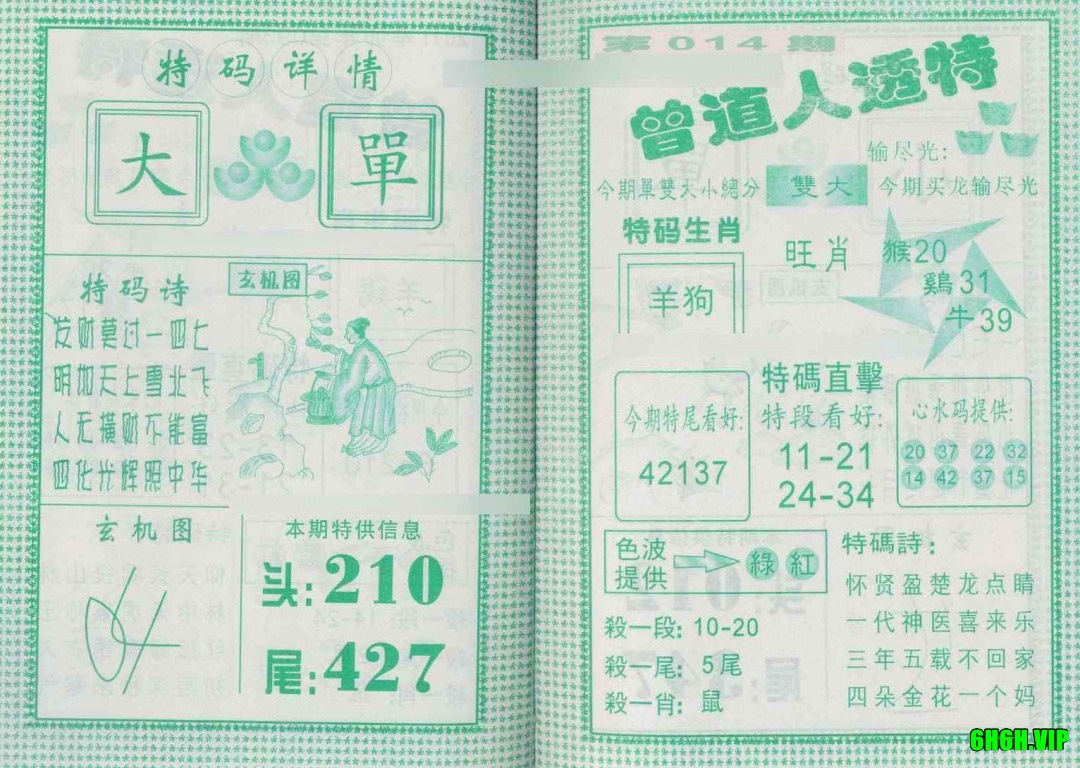 特码详情
大 單
特码诗
玄机图
发财莫过一四七
明如天上雪北飞
人无横财不能富
四化光辉照中华
1
玄机图
本期特供信息
头:210
尾:427
第014期
曾道人透特
输尽光:
今期單雙大小總分 雙大 今期买龙输尽光
特码生肖
羊狗
旺肖
猴20
鷄31
牛39
今期特尾看好:
42137
特碼直擊
特段看好:
11-21
24-34
心水码提供:
20 37 22 32
14 42 37 15
色波
提供
綠 紅
殺一段: 10-20
殺一尾: 5尾
殺一肖: 鼠
特碼詩:
怀贤盈楚龙点睛
一代神医喜来乐
三年五载不回家
四朵金花一个妈
6H6H.VIP